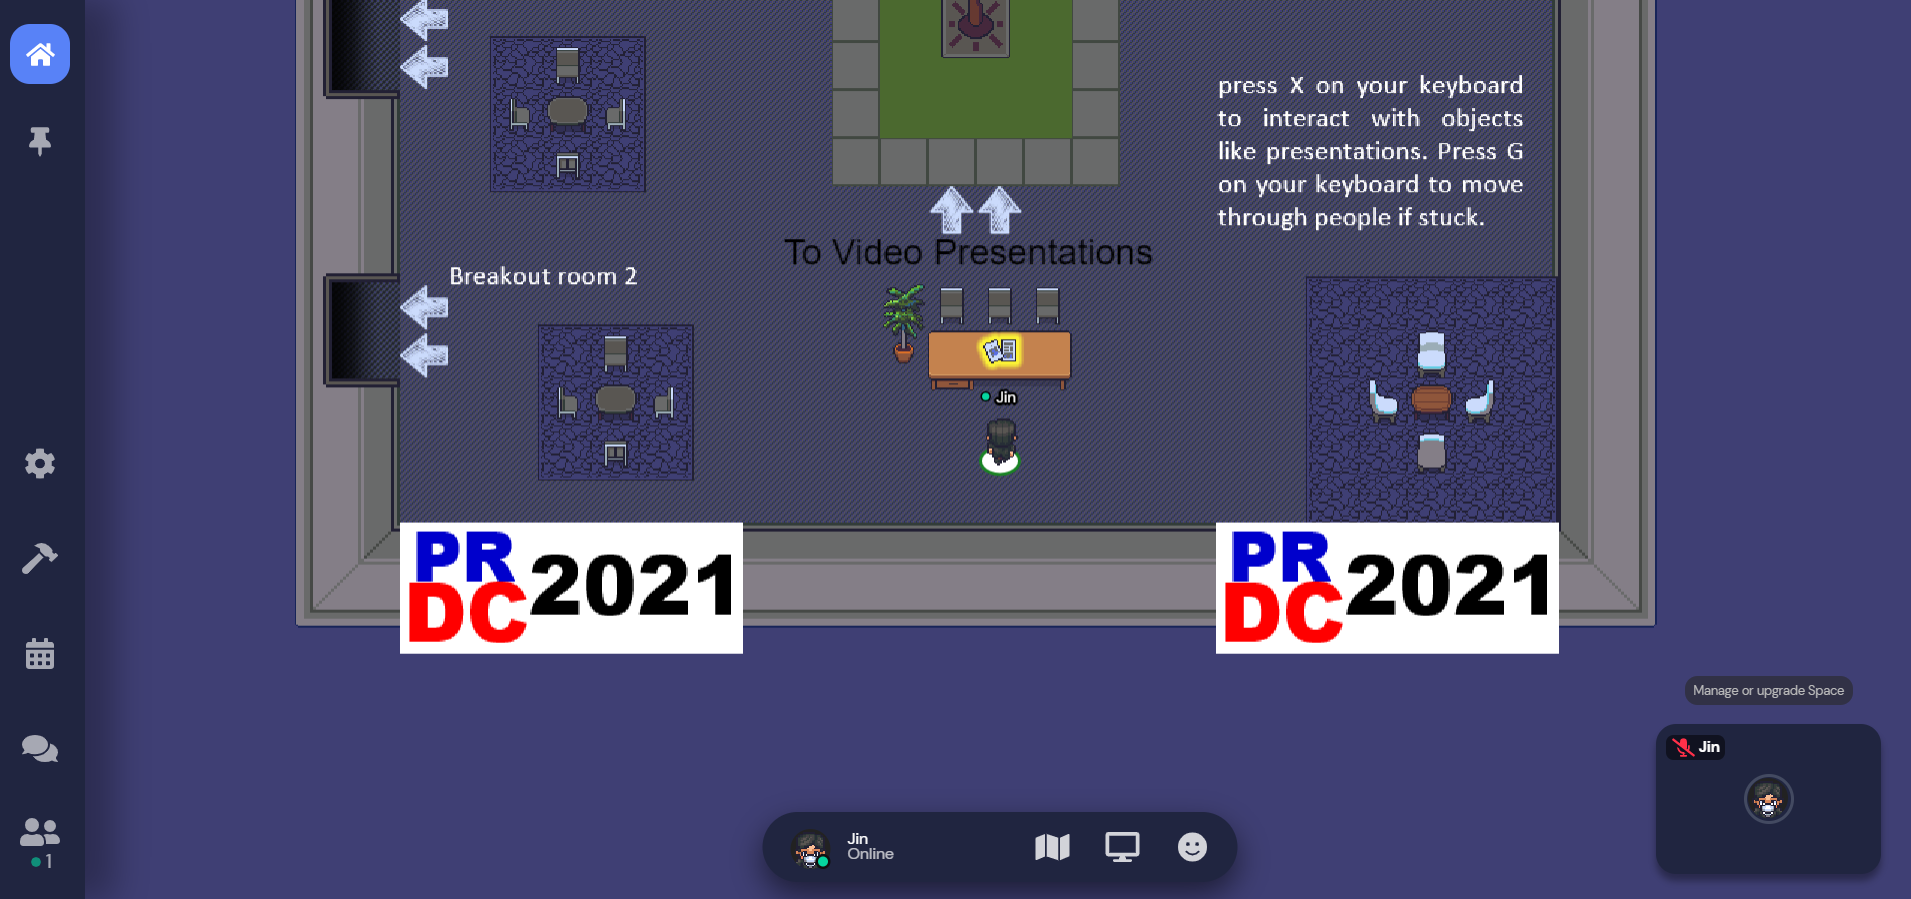 press X on your keyboard
to interact with objects
like presentations. Press G
on your keyboard to move
through people if stuck.
To Video Presentations
Breakout room 2
Jin
PR
DC 2021
PR
DC 2021
Manage or upgrade Space
Jin
Jin
Online
1